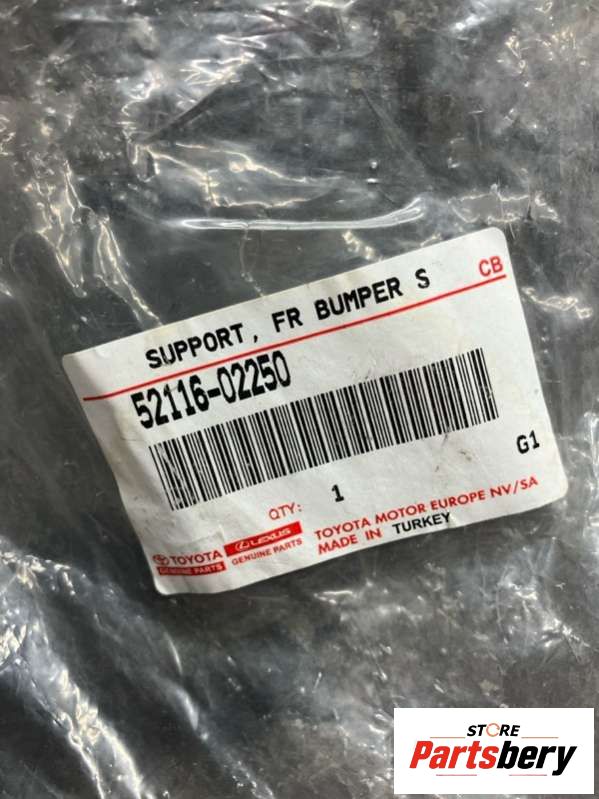 CB
SUPPORT, FR BUMPER S
52116-02250
G1
QTY: 1
TOYOTA MOTOR EUROPE NV/SA
MADE IN TURKEY
TOYOTA
GENUINE PARTS
LEXUS
GENUINE PARTS
STORE
Partsbery